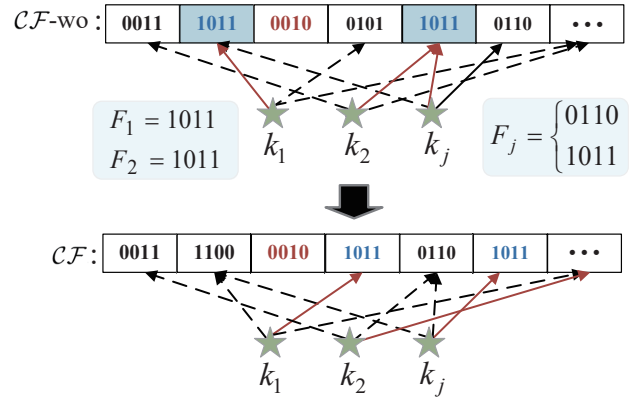 CF-wo: 0011 1011 0010 0101 1011 0110 ...
F₁ = 1011
F₂ = 1011
k₁ k₂ kⱼ
Fⱼ = { 0110
1011
CF: 0011 1100 0010 1011 0110 1011 ...
k₁ k₂ kⱼ